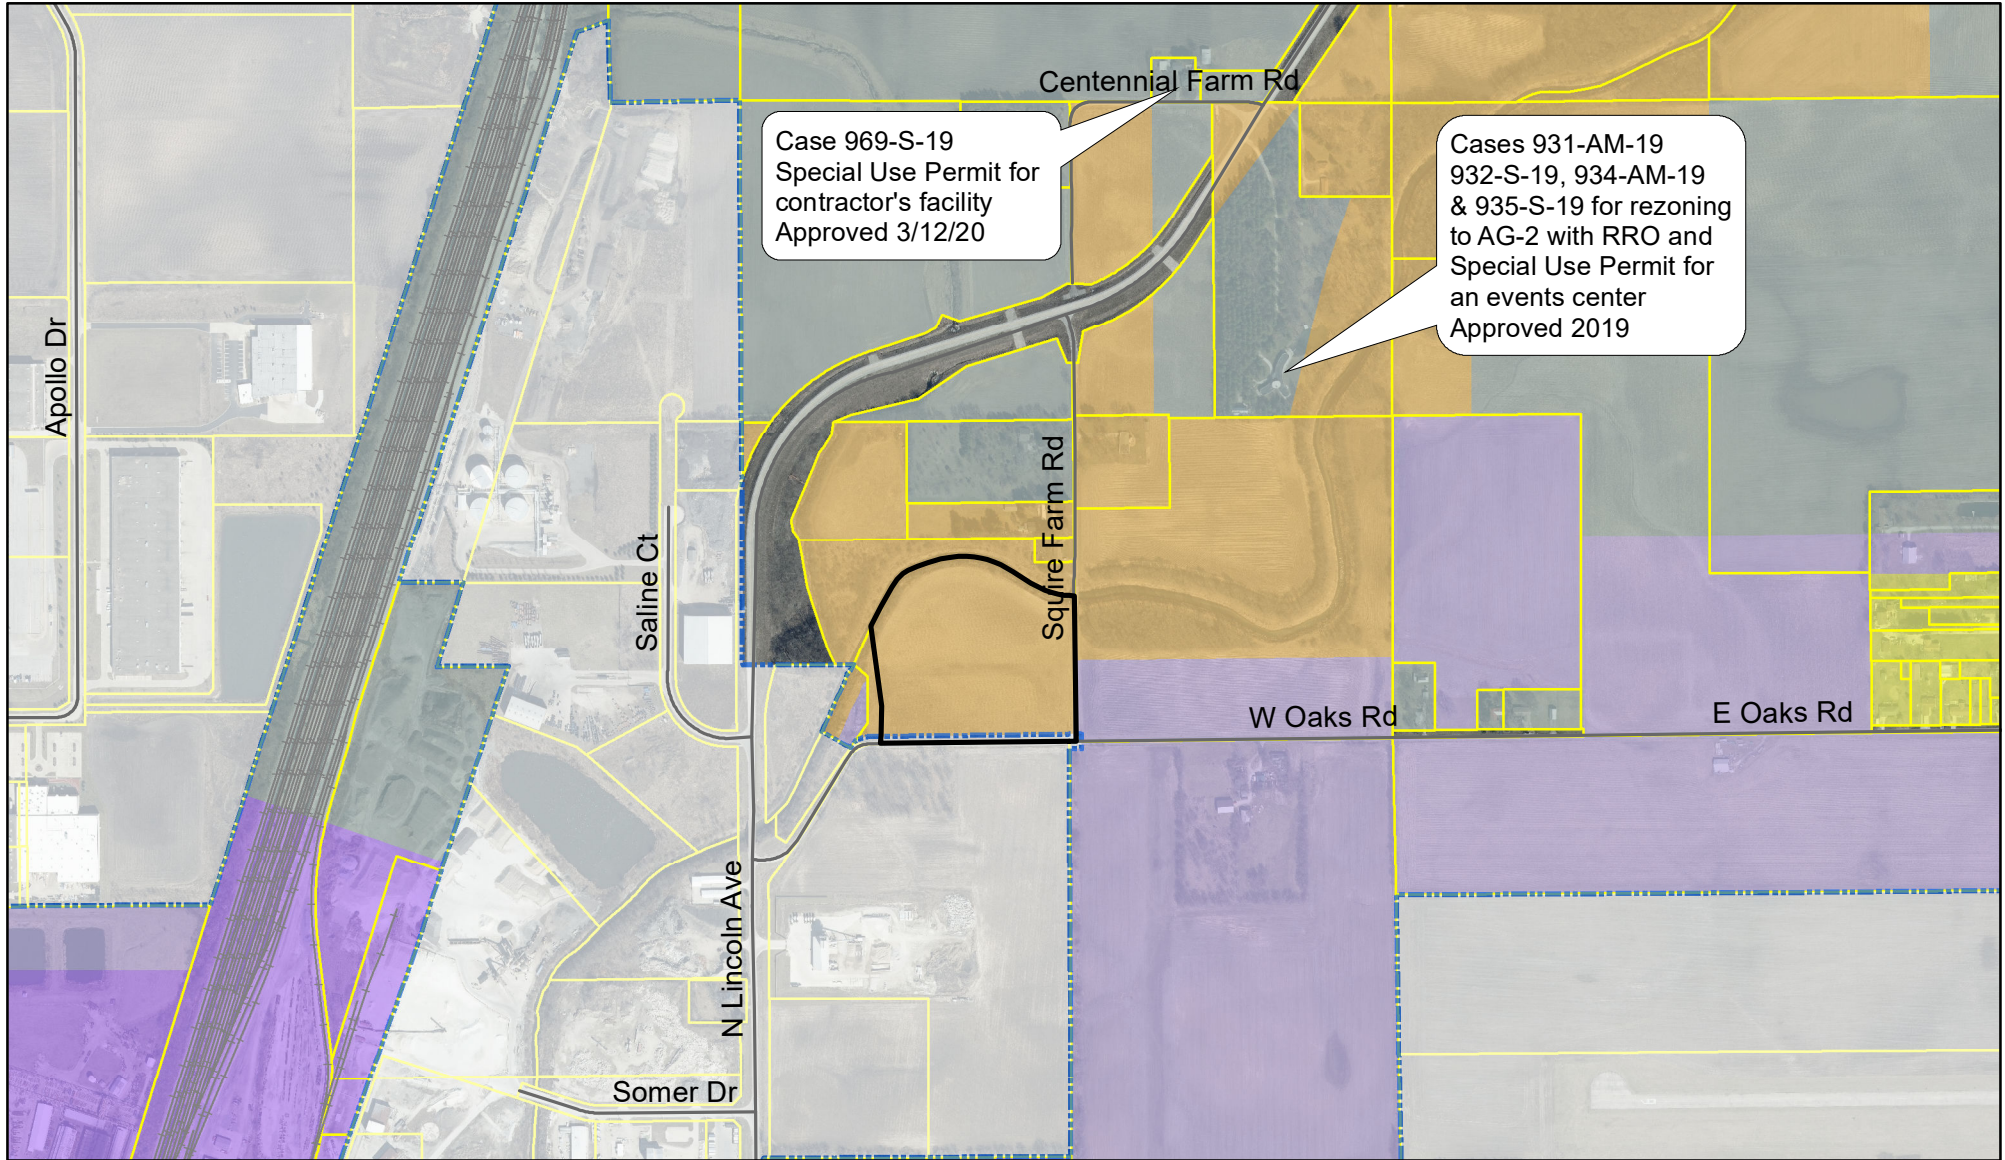 Centennial Farm Rd
Case 969-S-19
Special Use Permit for
contractor's facility
Approved 3/12/20
Cases 931-AM-19
932-S-19, 934-AM-19
& 935-S-19 for rezoning
to AG-2 with RRO and
Special Use Permit for
an events center
Approved 2019
Apollo Dr
Saline Ct
Squire Farm Rd
W Oaks Rd
E Oaks Rd
N Lincoln Ave
Somer Dr